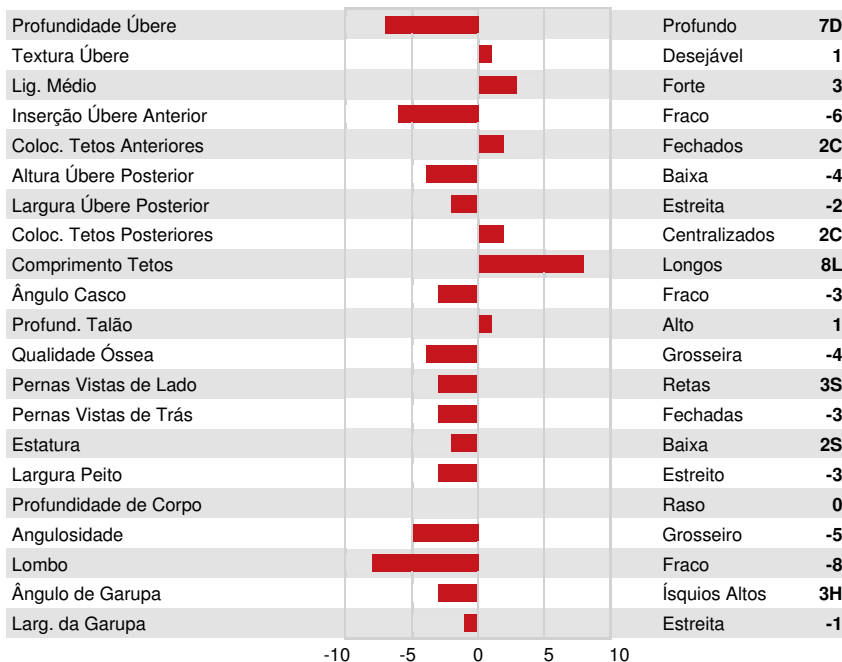 Profundidade Úbere Profundo 7D
Textura Úbere Desejável 1
Lig. Médio Forte 3
Inserção Úbere Anterior Fraco -6
Coloc. Tetos Anteriores Fechados 2C
Altura Úbere Posterior Baixa -4
Largura Úbere Posterior Estreita -2
Coloc. Tetos Posteriores Centralizados 2C
Comprimento Tetos Longos 8L
Ângulo Casco Fraco -3
Profund. Talão Alto 1
Qualidade Óssea Grosseira -4
Pernas Vistas de Lado Retas 3S
Pernas Vistas de Trás Fechadas -3
Estatura Baixa 2S
Largura Peito Estreito -3
Profundidade de Corpo Raso 0
Angulosidade Grosseiro -5
Lombo Fraco -8
Ângulo de Garupa Ísquios Altos 3H
Larg. da Garupa Estreita -1
-10 -5 0 5 10